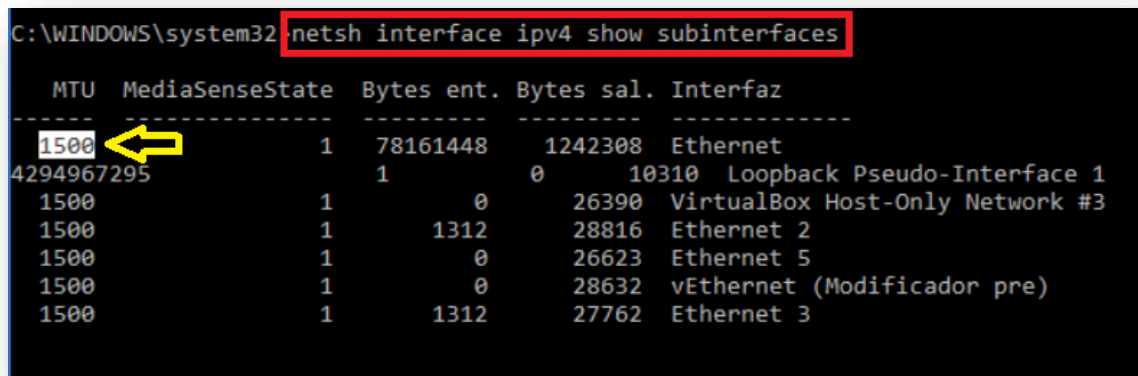 C:\WINDOWS\system32>netsh interface ipv4 show subinterfaces
MTU MediaSenseState Bytes ent. Bytes sal. Interfaz
------ --------------- --------- --------- -------------
1500 1 78161448 1242308 Ethernet
4294967295 1 0 10310 Loopback Pseudo-Interface 1
1500 1 0 26390 VirtualBox Host-Only Network #3
1500 1 1312 28816 Ethernet 2
1500 1 0 26623 Ethernet 5
1500 1 0 28632 vEthernet (Modificador pre)
1500 1 1312 27762 Ethernet 3